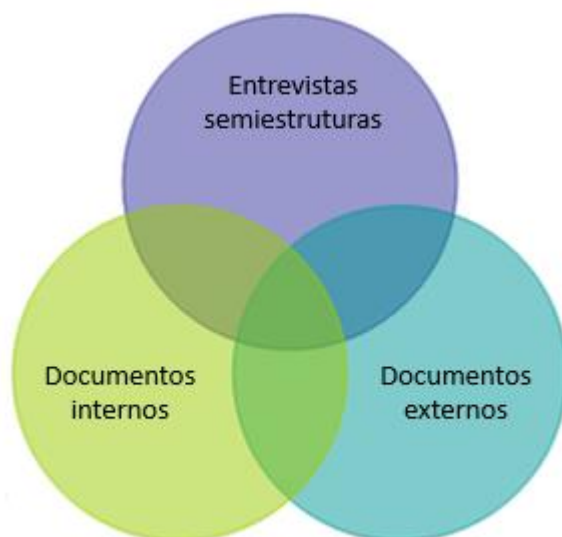 Entrevistas
semiestruturas
Documentos
internos
Documentos
externos